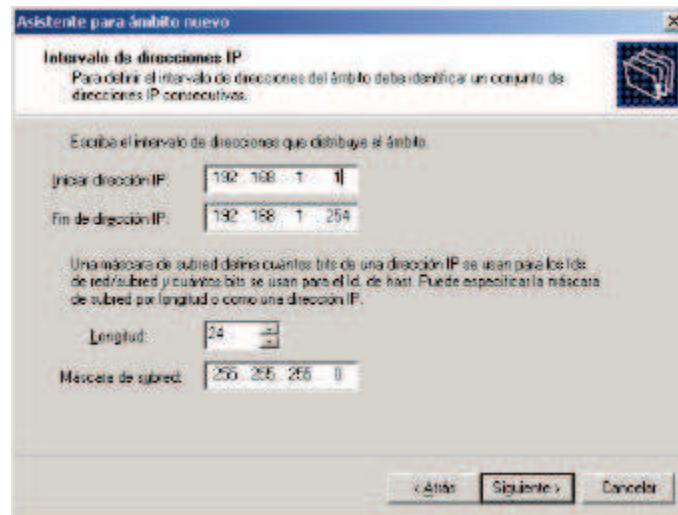 Asistente para ámbito nuevo
Intervalo de direcciones IP
Para definir el intervalo de direcciones del ámbito debe identificar un conjunto de
direcciones IP consecutivas.
Escriba el intervalo de direcciones que distribuye el ámbito.
Iniciar dirección IP: 192 168 1 1
Fin de dirección IP: 192 168 1 254
Una máscara de subred define cuántos bits de una dirección IP se usan para los Ids.
de red/subred y cuántos bits se usan para el Id. de host. Puede especificar la máscara
de subred por longitud o como una dirección IP.
Longitud: 24
Máscara de subred: 255 255 255 0
< Atrás Siguiente > Cancelar